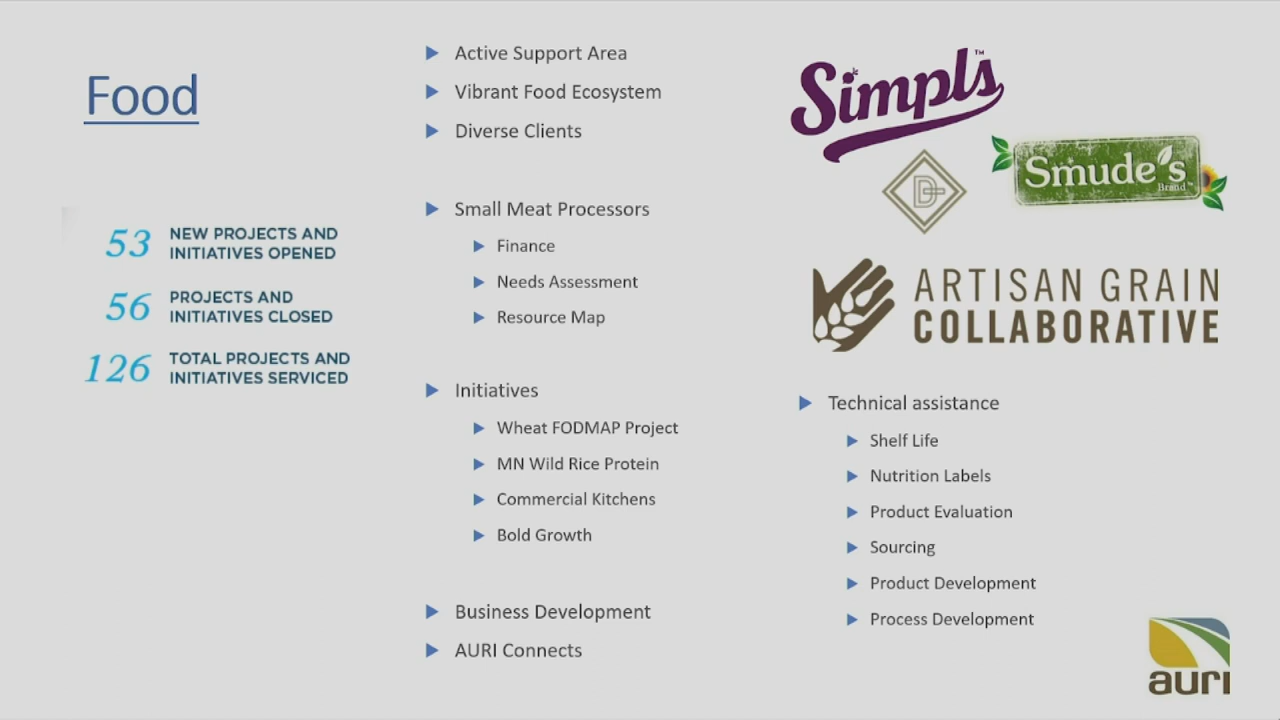 Food
53 NEW PROJECTS AND
INITIATIVES OPENED
56 PROJECTS AND
INITIATIVES CLOSED
126 TOTAL PROJECTS AND
INITIATIVES SERVICED
Active Support Area
Vibrant Food Ecosystem
Diverse Clients
Small Meat Processors
Finance
Needs Assessment
Resource Map
Initiatives
Wheat FODMAP Project
MN Wild Rice Protein
Commercial Kitchens
Bold Growth
Business Development
AURI Connects
Simpls™
Smude's
Brand™
ARTISAN GRAIN
COLLABORATIVE
Technical assistance
Shelf Life
Nutrition Labels
Product Evaluation
Sourcing
Product Development
Process Development
auri